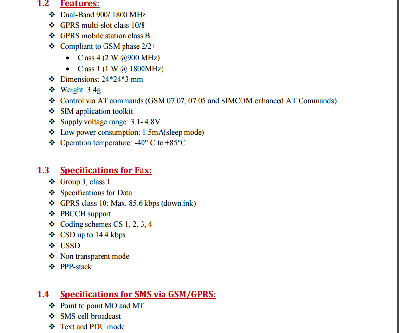 1.2 Features:
❖ Dual-Band 900/ 1800 MHz
❖ GPRS multi-slot class 10/8
❖ GPRS mobile station class B
❖ Compliant to GSM phase 2/2+
• Class 4 (2 W @900 MHz)
• Class 1 (1 W @ 1800MHz)
❖ Dimensions: 24*24*3 mm
❖ Weight: 3.4g
❖ Control via AT commands (GSM 07.07, 07.05 and SIMCOM enhanced AT Commands)
❖ SIM application toolkit
❖ Supply voltage range: 3.1- 4.8V
❖ Low power consumption: 1.5mA(sleep mode)
❖ Operation temperature: -40° C to +85°C
1.3 Specifications for Fax:
❖ Group 3, class 1
❖ Specifications for Data
❖ GPRS class 10: Max. 85.6 kbps (downlink)
❖ PBCCH support
❖ Coding schemes CS 1, 2, 3, 4
❖ CSD up to 14.4 kbps
❖ USSD
❖ Non transparent mode
❖ PPP-stack
1.4 Specifications for SMS via GSM/GPRS:
❖ Point to point MO and MT
❖ SMS cell broadcast
❖ Text and PDU mode